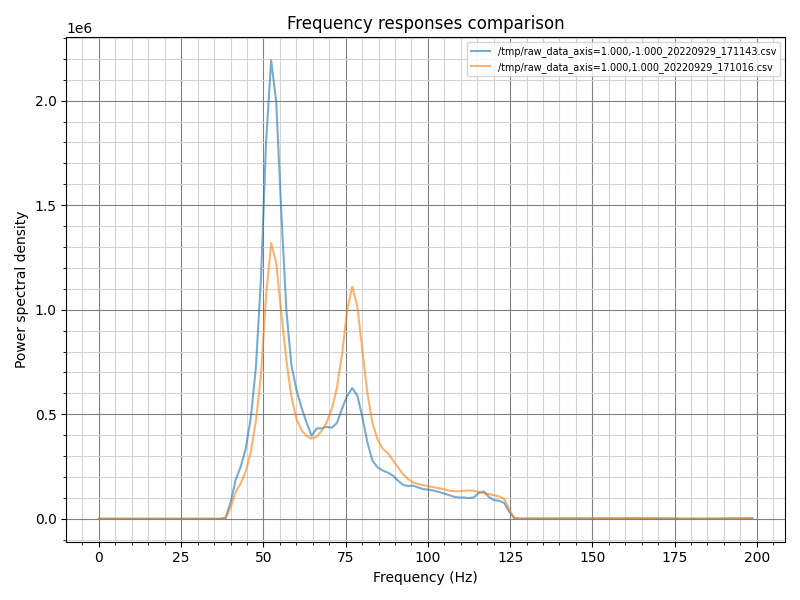 Frequency responses comparison
1e6
/tmp/raw_data_axis=1.000,-1.000_20220929_171143.csv
/tmp/raw_data_axis=1.000,1.000_20220929_171016.csv
2.0
1.5
1.0
0.5
0.0
Power spectral density
0 25 50 75 100 125 150 175 200
Frequency (Hz)